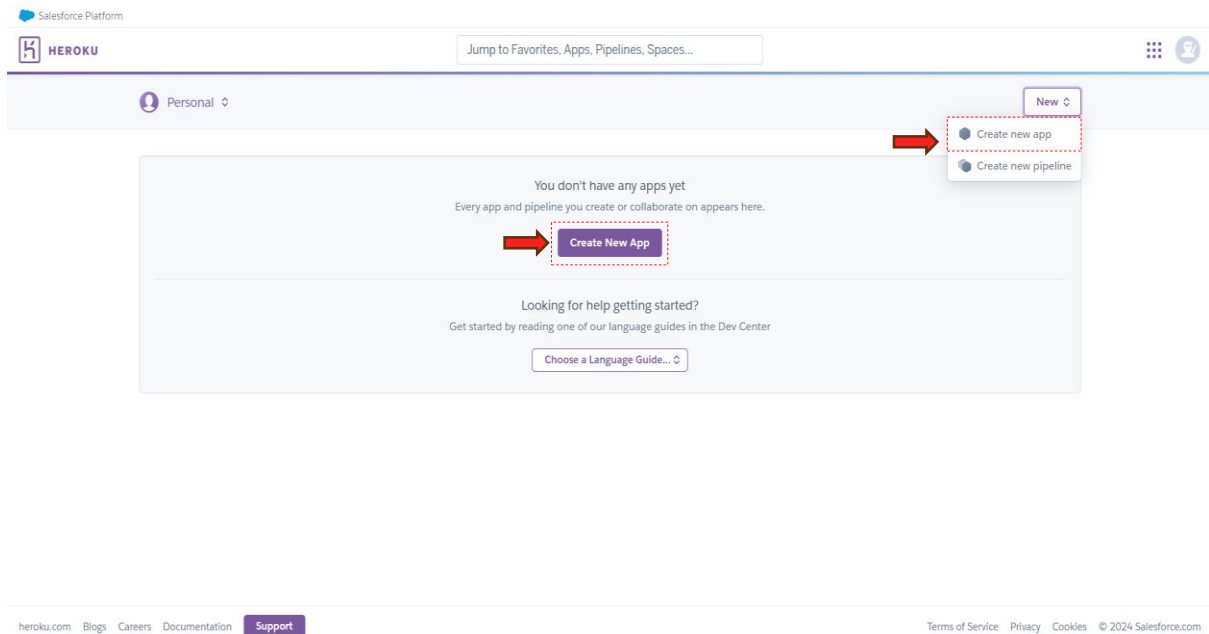 Salesforce Platform
HEROKU
Jump to Favorites, Apps, Pipelines, Spaces...
Personal
New
Create new app
Create new pipeline
You don't have any apps yet
Every app and pipeline you create or collaborate on appears here.
Create New App
Looking for help getting started?
Get started by reading one of our language guides in the Dev Center
Choose a Language Guide...
heroku.com Blogs Careers Documentation Support
Terms of Service Privacy Cookies © 2024 Salesforce.com